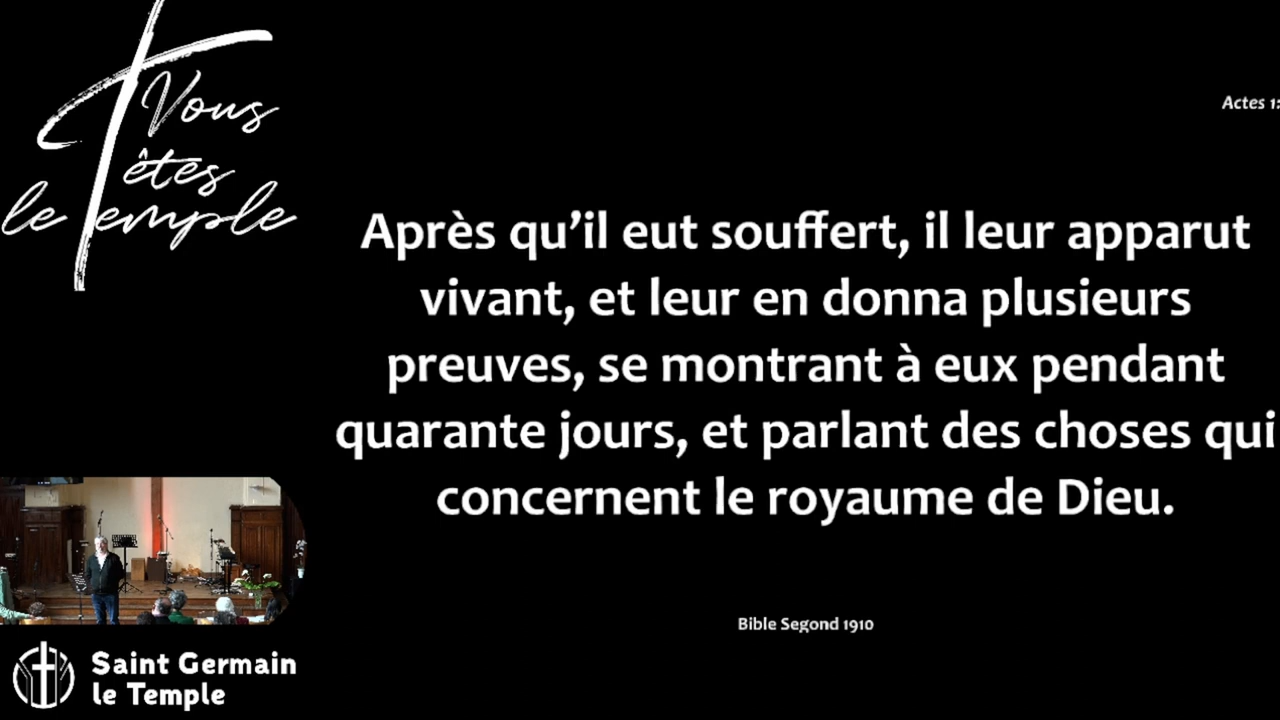 Vous
êtes
le Temple
Actes 1:
Après qu’il eut souffert, il leur apparut
vivant, et leur en donna plusieurs
preuves, se montrant à eux pendant
quarante jours, et parlant des choses qui
concernent le royaume de Dieu.
Bible Segond 1910
Saint Germain
le Temple